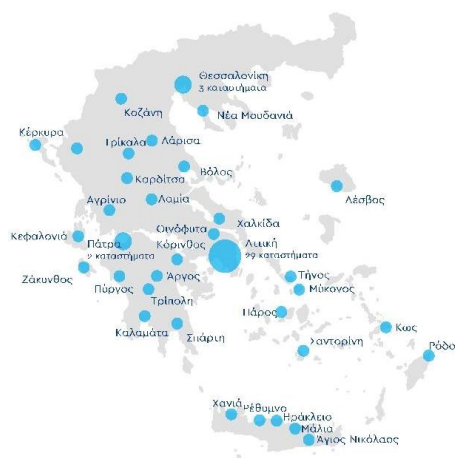 Θεσσαλονίκη
3 καταστήματα
Κοζάνη
Νέα Μουδανιά
Κέρκυρα
Τρίκαλα
Λάρισα
Βόλος
Καρδίτσα
Λέσβος
Αγρίνιο
Λαμία
Χαλκίδα
Οινόφυτα
Κεφαλονιά
Πάτρα
2 καταστήματα
Κόρινθος
Αττική
29 καταστήματα
Ζάκυνθος
Άργος
Τήνος
Πύργος
Μύκονος
Τρίπολη
Πάρος
Καλαμάτα
Σπάρτη
Σαντορίνη
Κως
Ρόδο
Χανιά
Ρέθυμνο
Ηράκλειο
Μάλια
Άγιος Νικόλαος